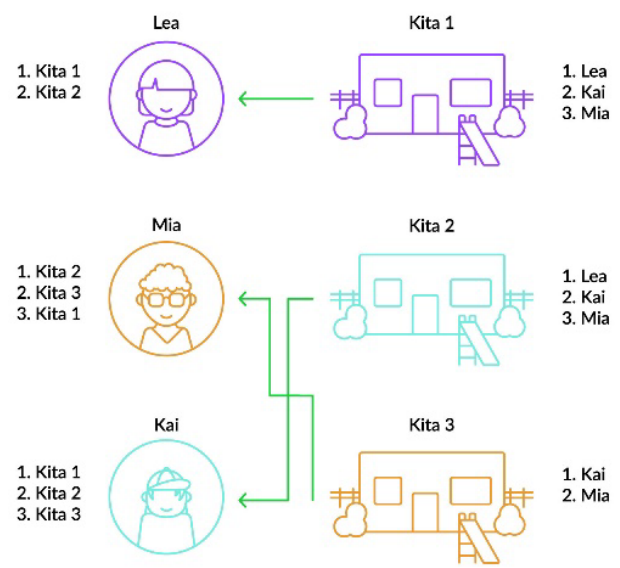 Lea
Kita 1
1. Kita 1
2. Kita 2
1. Lea
2. Kai
3. Mia
Mia
Kita 2
1. Kita 2
2. Kita 3
3. Kita 1
1. Lea
2. Kai
3. Mia
Kai
Kita 3
1. Kita 1
2. Kita 2
3. Kita 3
1. Kai
2. Mia